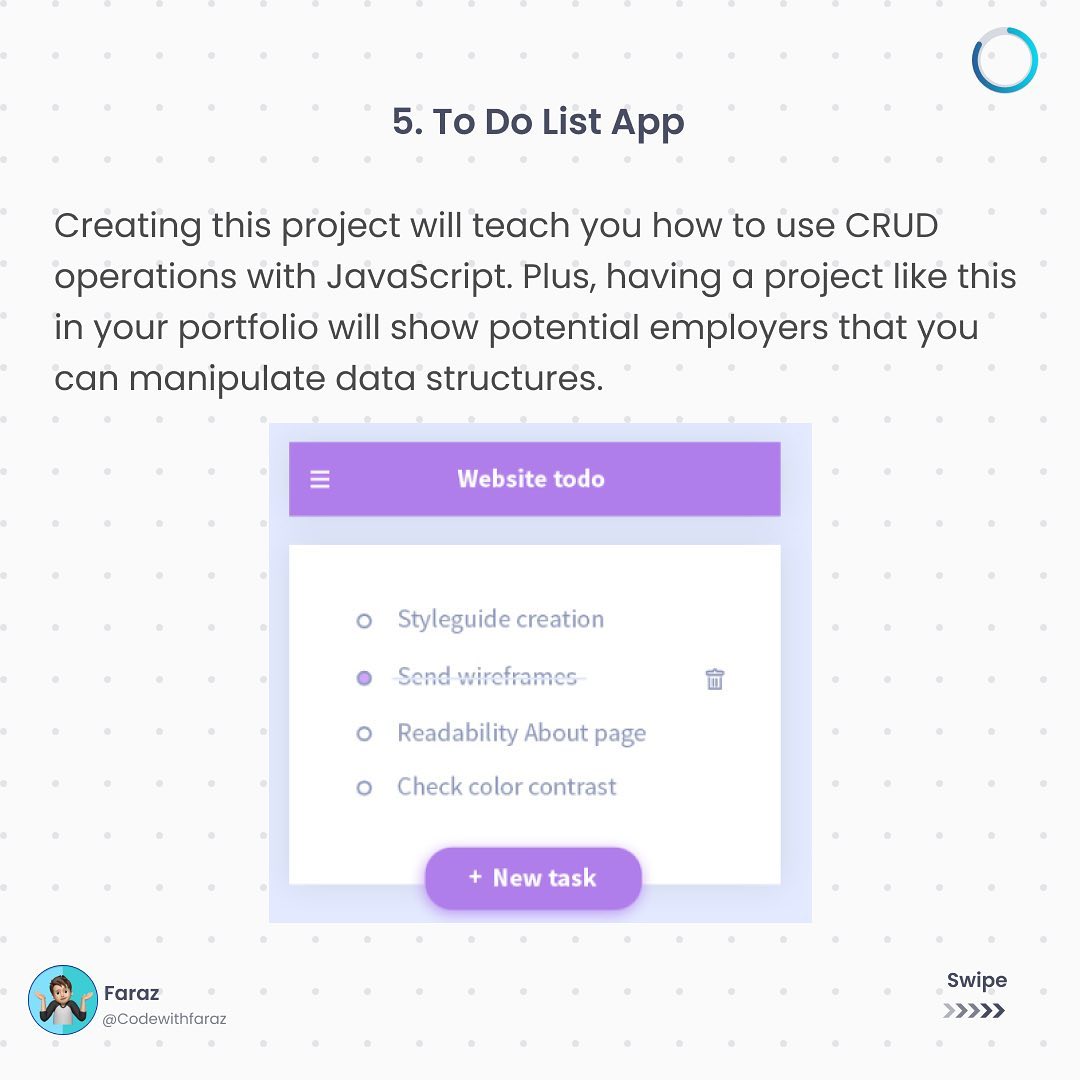 5. To Do List App
Creating this project will teach you how to use CRUD
operations with JavaScript. Plus, having a project like this
in your portfolio will show potential employers that you
can manipulate data structures.
Website todo
Styleguide creation
Send wireframes
Readability About page
Check color contrast
+ New task
Faraz
@Codewithfaraz
Swipe